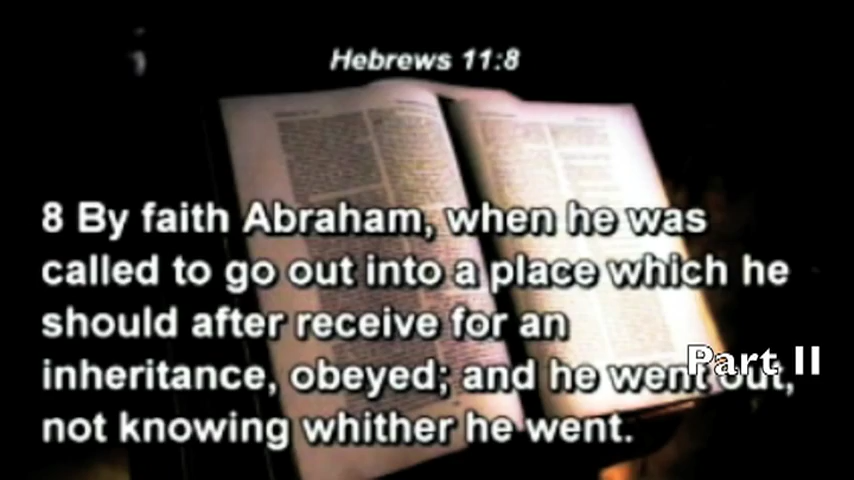 Hebrews 11:8
8 By faith Abraham, when he was
called to go out into a place which he
should after receive for an
inheritance, obeyed; and he went out,
not knowing whither he went.
Part II